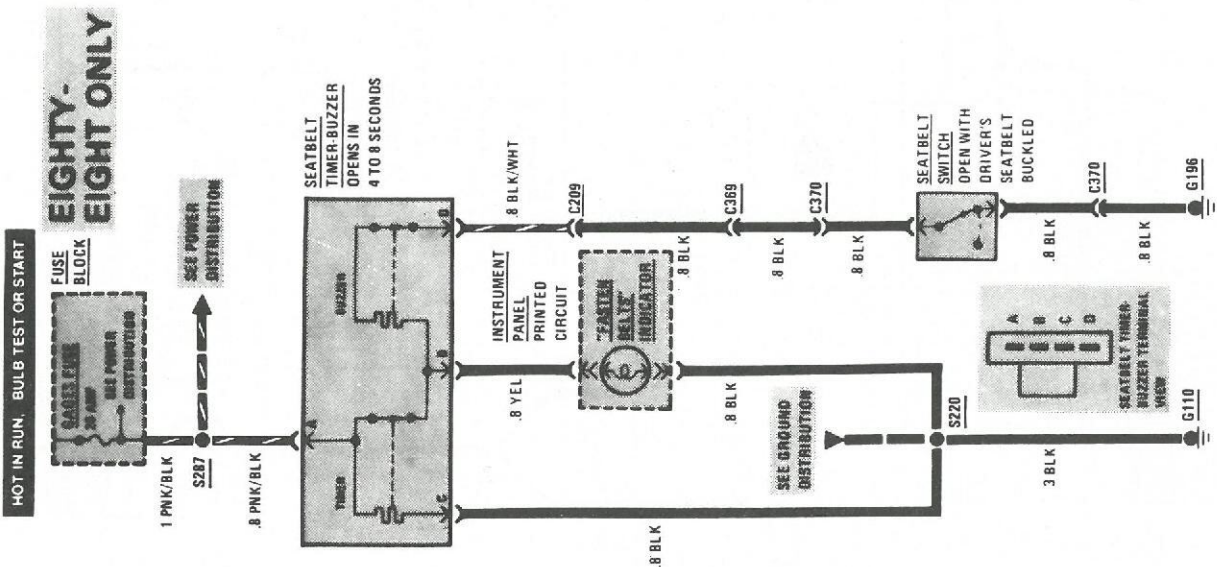 HOT IN RUN, BULB TEST OR START
EIGHTY-
EIGHT ONLY
FUSE
BLOCK
GAGES FUSE
20 AMP
SEE POWER
DISTRIBUTION
1 PNK/BLK
S287
SEE POWER
DISTRIBUTION
.8 PNK/BLK
SEATBELT
TIMER-BUZZER
OPENS IN
4 TO 8 SECONDS
A
TIMER
BUZZER
C
B
D
.8 YEL
.8 BLK/WHT
INSTRUMENT
PANEL
PRINTED
CIRCUIT
C209
"FASTEN
BELTS"
INDICATOR
.8 BLK
.8 BLK
C369
.8 BLK
C370
.8 BLK
.8 BLK
SEATBELT
SWITCH
OPEN WITH
DRIVER'S
SEATBELT
BUCKLED
SEE GROUND
DISTRIBUTION
S220
3 BLK
G110
.8 BLK
C370
.8 BLK
G196
A
B
C
D
SEATBELT TIMER-
BUZZER TERMINAL
VIEW